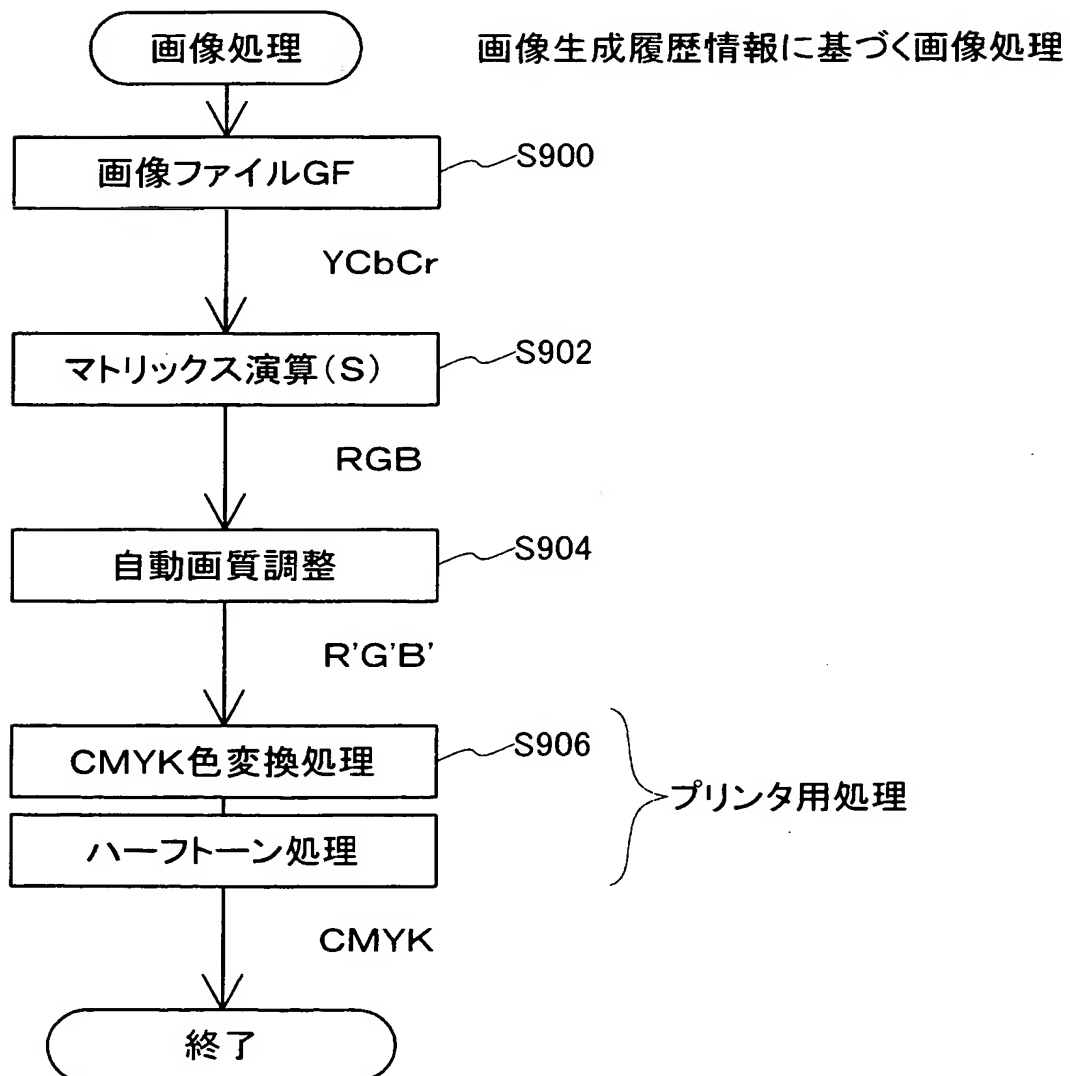 画像処理
画像生成履歴情報に基づく画像処理
画像ファイルGF
S900
YCbCr
マトリックス演算(S)
S902
RGB
自動画質調整
S904
R'G'B'
CMYK色変換処理
S906
プリンタ用処理
ハーフトーン処理
CMYK
終了